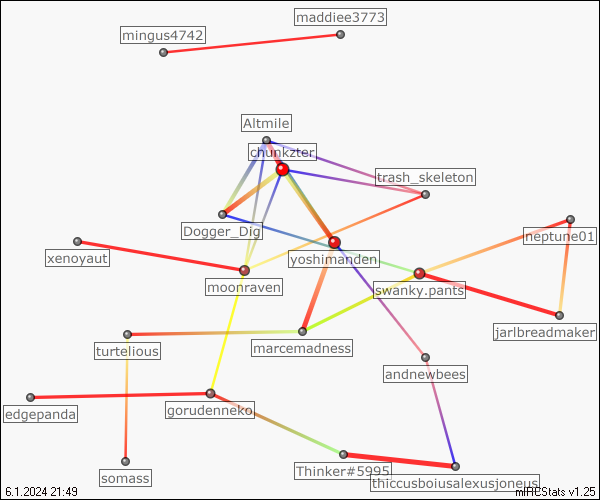 maddiee3773
mingus4742
Altmile
chunkzter
trash_skeleton
Dogger_Dig
neptune01
xenoyaut
yoshimanden
moonraven
swanky.pants
jarlbreadmaker
marcemadness
turtelious
andnewbees
edgepanda
gorudenneko
Thinker#5995
somass
thiccusboiusalexusjoneus
6.1.2024 21:49
mIRCStats v1.25